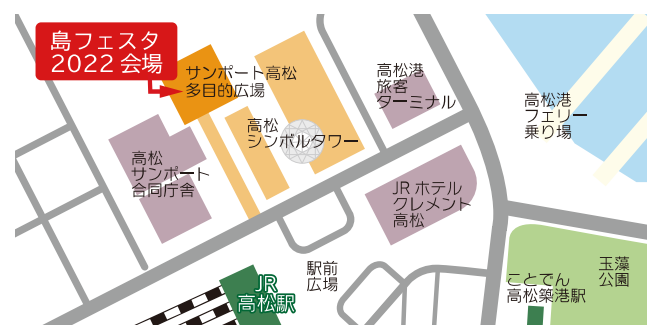 島フェスタ
2022 会場
サンポート高松
多目的広場
高松
シンボルタワー
高松港
旅客
ターミナル
高松港
フェリー
乗り場
高松
サンポート
合同庁舎
JR ホテル
クレメント
高松
駅前
広場
JR
高松駅
ことでん
高松築港駅
玉藻
公園